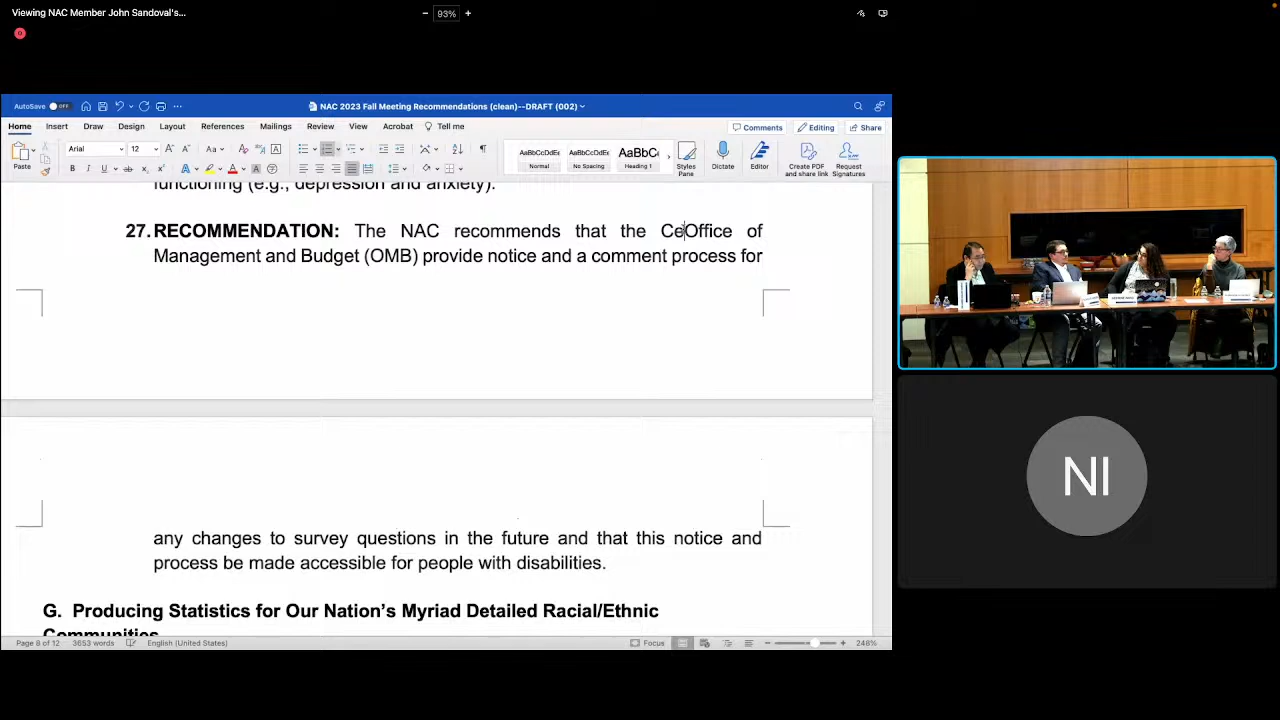 Viewing NAC Member John Sandoval's...
93%
AutoSave OFF
NAC 2023 Fall Meeting Recommendations (clean)--DRAFT (002)
Home Insert Draw Design Layout References Mailings Review View Acrobat Tell me
Comments Editing Share
Paste
Arial 12
AaBbCcDdEe AaBbCcDdEe AaBbC
Normal No Spacing Heading 1
Styles Pane
Dictate
Editor
Create PDF and share link
Request Signatures
functioning (e.g., depression and anxiety).
27. RECOMMENDATION: The NAC recommends that the CeOffice of
Management and Budget (OMB) provide notice and a comment process for
any changes to survey questions in the future and that this notice and
process be made accessible for people with disabilities.
G. Producing Statistics for Our Nation's Myriad Detailed Racial/Ethnic
Communities
Page 8 of 12 3653 words English (United States) Focus 248%
NI